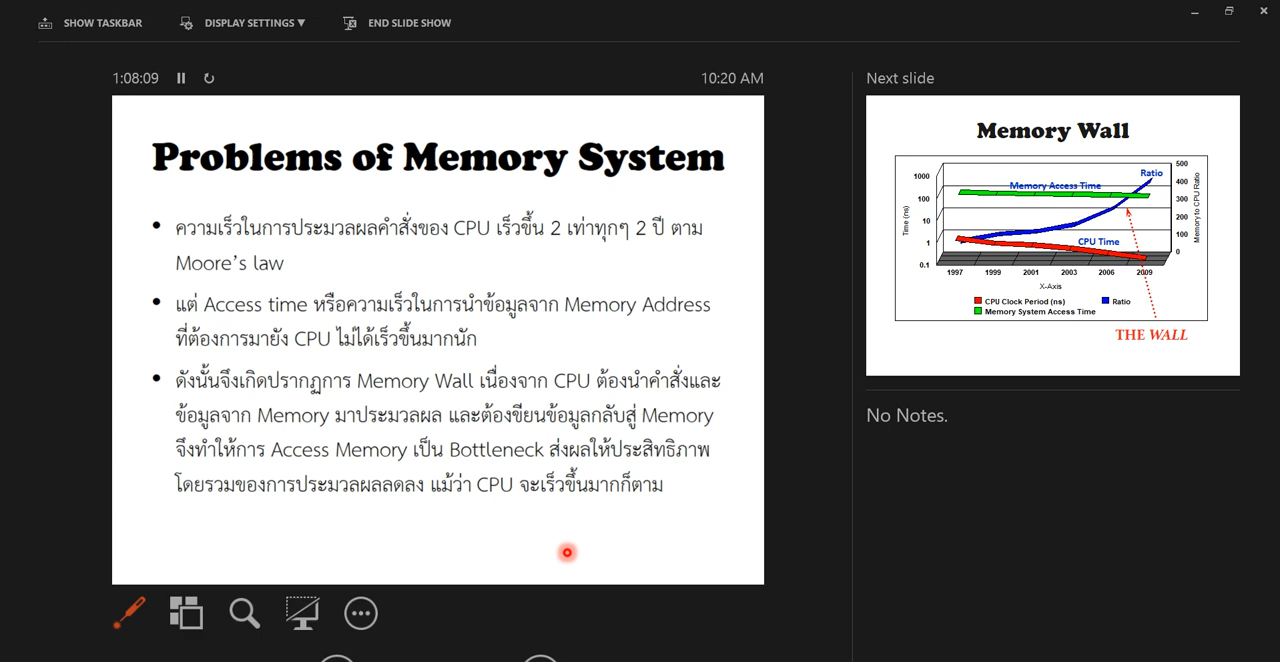 SHOW TASKBAR
DISPLAY SETTINGS ▼
END SLIDE SHOW
1:08:09
10:20 AM
Problems of Memory System
• ความเร็วในการประมวลผลคำสั่งของ CPU เร็วขึ้น 2 เท่าทุกๆ 2 ปี ตาม
Moore's law
• แต่ Access time หรือความเร็วในการนำข้อมูลจาก Memory Address
ที่ต้องการมายัง CPU ไม่ได้เร็วขึ้นมากนัก
• ดังนั้นจึงเกิดปรากฏการ Memory Wall เนื่องจาก CPU ต้องนำคำสั่งและ
ข้อมูลจาก Memory มาประมวลผล และต้องขียนข้อมูลกลับสู่ Memory
จึงทำให้การ Access Memory เป็น Bottleneck ส่งผลให้ประสิทธิภาพ
โดยรวมของการประมวลผลลดลง แม้ว่า CPU จะเร็วขึ้นมากก็ตาม
Next slide
Memory Wall
1000
100
10
1
0.1
Time (ns)
Memory Access Time
Ratio
CPU Time
500
400
300
200
100
0
Memory to CPU Ratio
1997 1999 2001 2003 2006 2009
X-Axis
CPU Clock Period (ns)
Ratio
Memory System Access Time
THE WALL
No Notes.